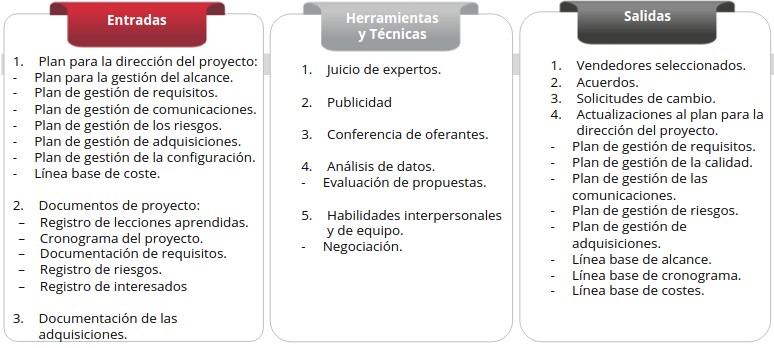 Entradas
1. Plan para la dirección del proyecto:
- Plan para la gestión del alcance.
- Plan de gestión de requisitos.
- Plan de gestión de comunicaciones.
- Plan de gestión de los riesgos.
- Plan de gestión de adquisiciones.
- Plan de gestión de la configuración.
- Línea base de coste.
2. Documentos de proyecto:
– Registro de lecciones aprendidas.
– Cronograma del proyecto.
– Documentación de requisitos.
– Registro de riesgos.
– Registro de interesados
3. Documentación de las
adquisiciones.
Herramientas
y Técnicas
1. Juicio de expertos.
2. Publicidad
3. Conferencia de oferantes.
4. Análisis de datos.
- Evaluación de propuestas.
5. Habilidades interpersonales
y de equipo.
- Negociación.
Salidas
1. Vendedores seleccionados.
2. Acuerdos.
3. Solicitudes de cambio.
4. Actualizaciones al plan para la
dirección del proyecto.
- Plan de gestión de requisitos.
- Plan de gestión de la calidad.
- Plan de gestión de las
comunicaciones.
- Plan de gestión de riesgos.
- Plan de gestión de
adquisiciones.
- Línea base de alcance.
- Línea base de cronograma.
- Línea base de costes.